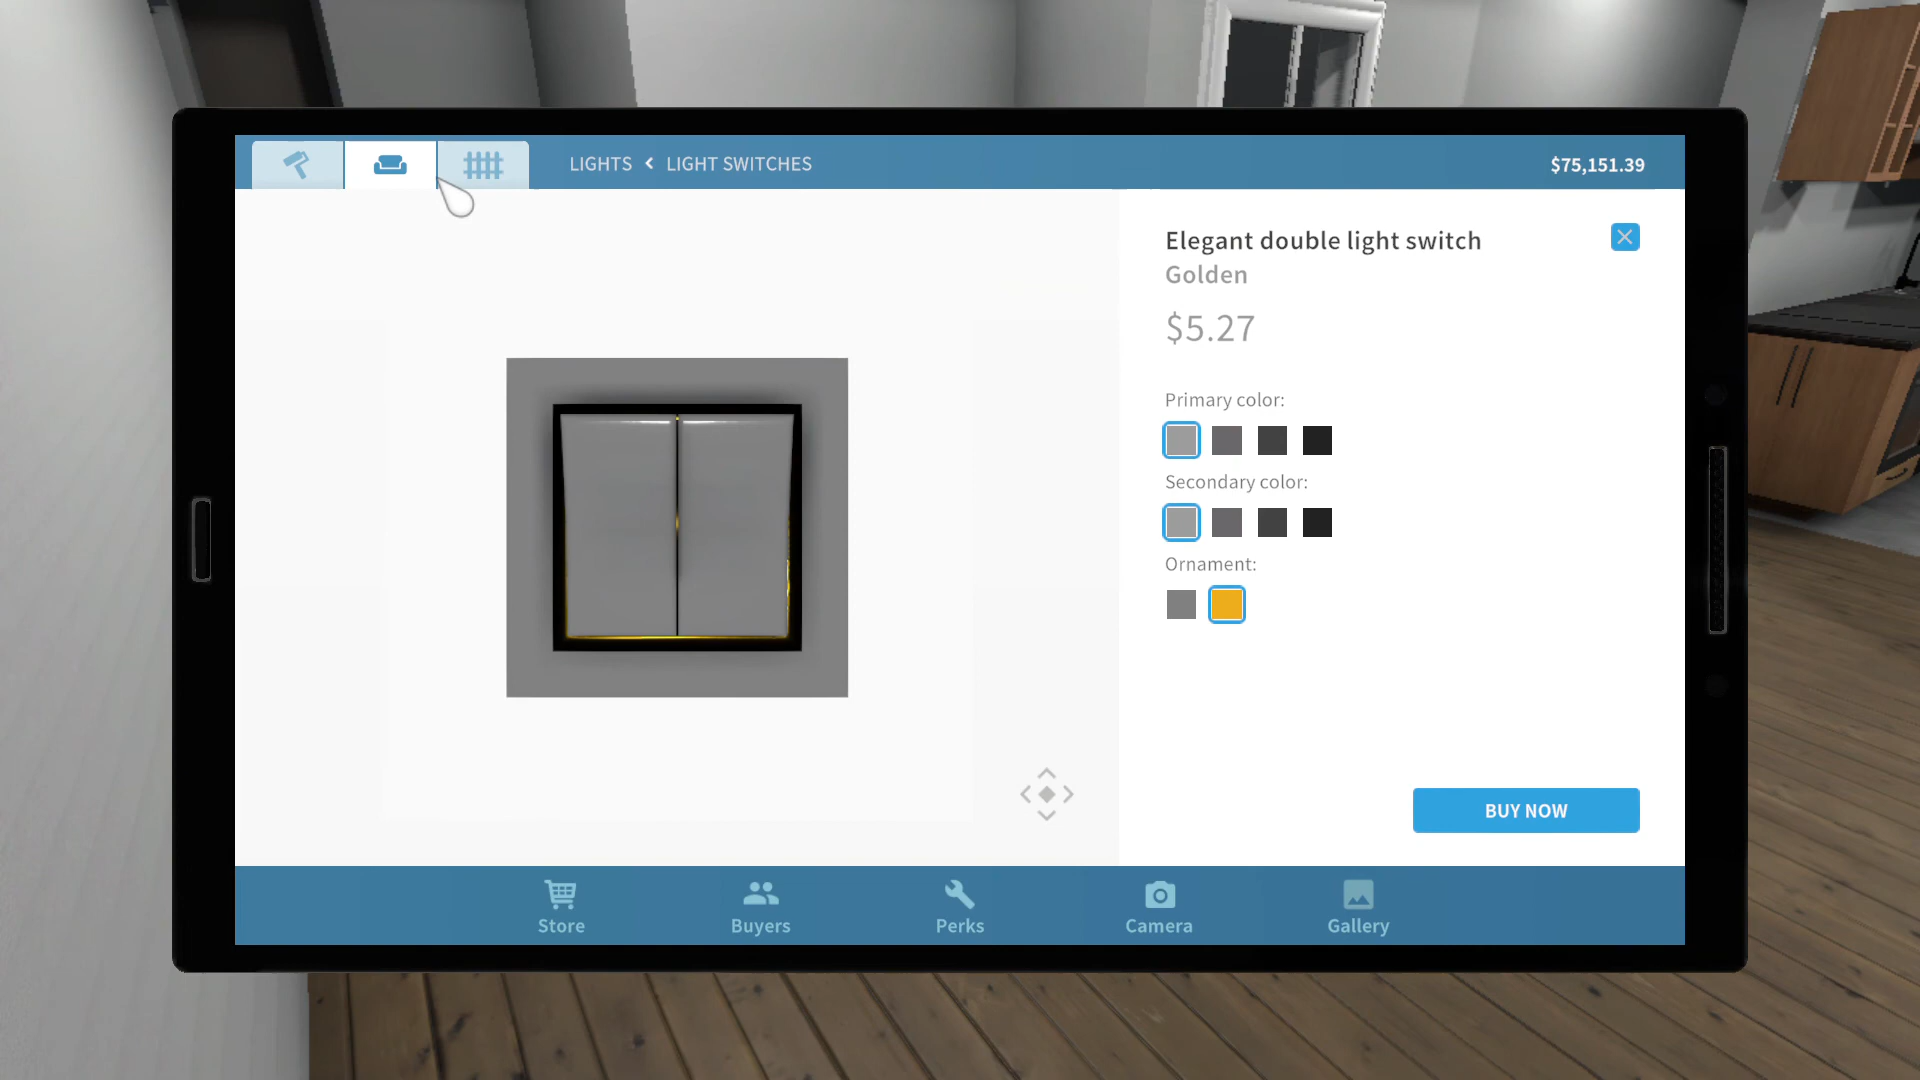 LIGHTS < LIGHT SWITCHES
$75,151.39
Elegant double light switch
Golden
$5.27
Primary color:
Secondary color:
Ornament:
BUY NOW
Store
Buyers
Perks
Camera
Gallery